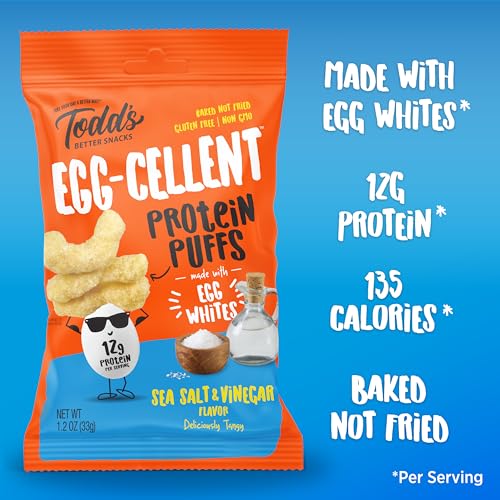 Todd's
BETTER SNACKS
BAKED NOT FRIED
GLUTEN FREE | NON GMO
EGG-CELLENT™
PROTEIN
PUFFS
made with
EGG
WHITES
12g
PROTEIN
PER SERVING
SEA SALT & VINEGAR
FLAVOR
Deliciously Tangy
NET WT
1.2 OZ (33g)
MADE WITH
EGG WHITES*
12G
PROTEIN*
135
CALORIES*
BAKED
NOT FRIED
*Per Serving